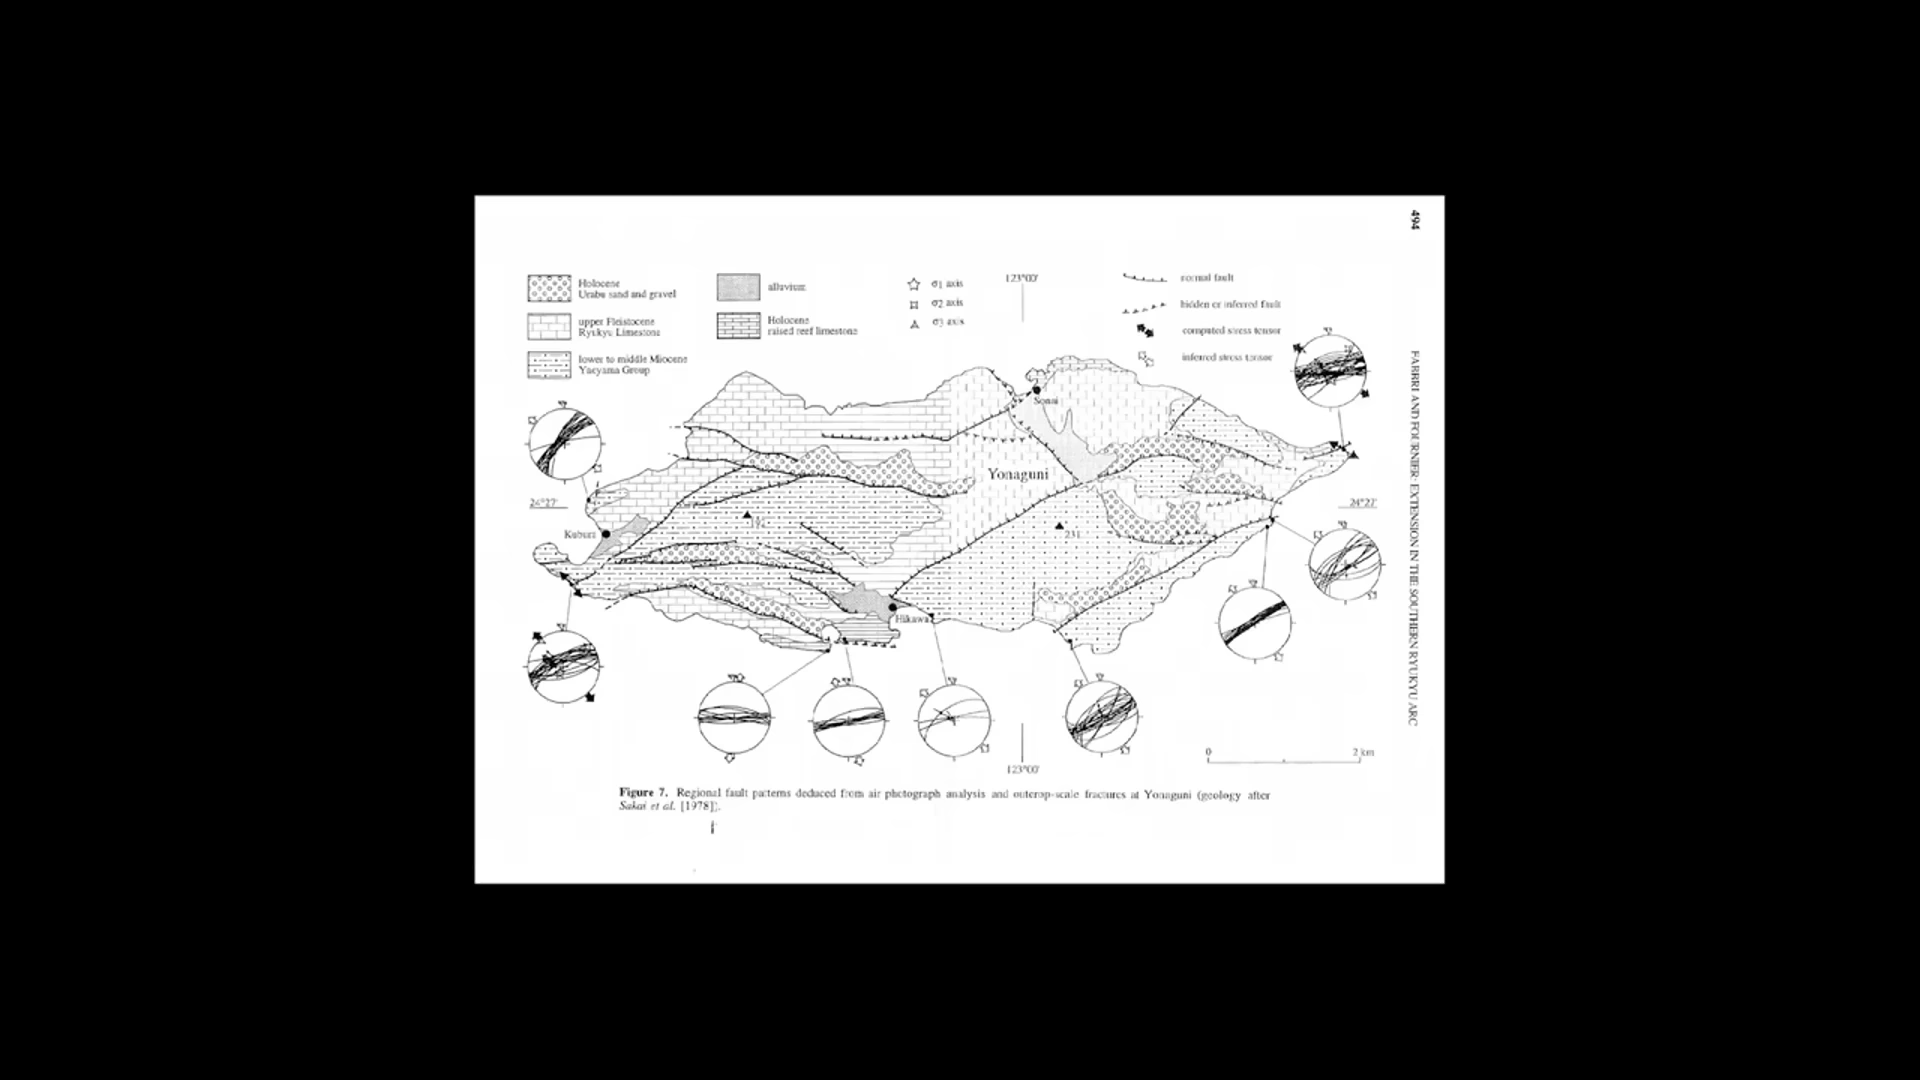 494
Holocene
Urabu sand and gravel
upper Pleistocene
Ryukyu Limestone
lower to middle Miocene
Yaeyama Group
alluvium
Holocene
raised reef limestone
σ1 axis
σ2 axis
σ3 axis
123°00'
normal fault
hidden or inferred fault
computed stress tensor
inferred stress tensor
FABBRI AND FOURNIER: EXTENSION IN THE SOUTHERN RYUKYU ARC
Sonai
Yonaguni
24°27'
24°27'
Kuburi
231
Hikawa
123°00'
0 2 km
Figure 7. Regional fault patterns deduced from air photograph analysis and outcrop-scale fractures at Yonaguni (geology after
Sakai et al. [1978]).